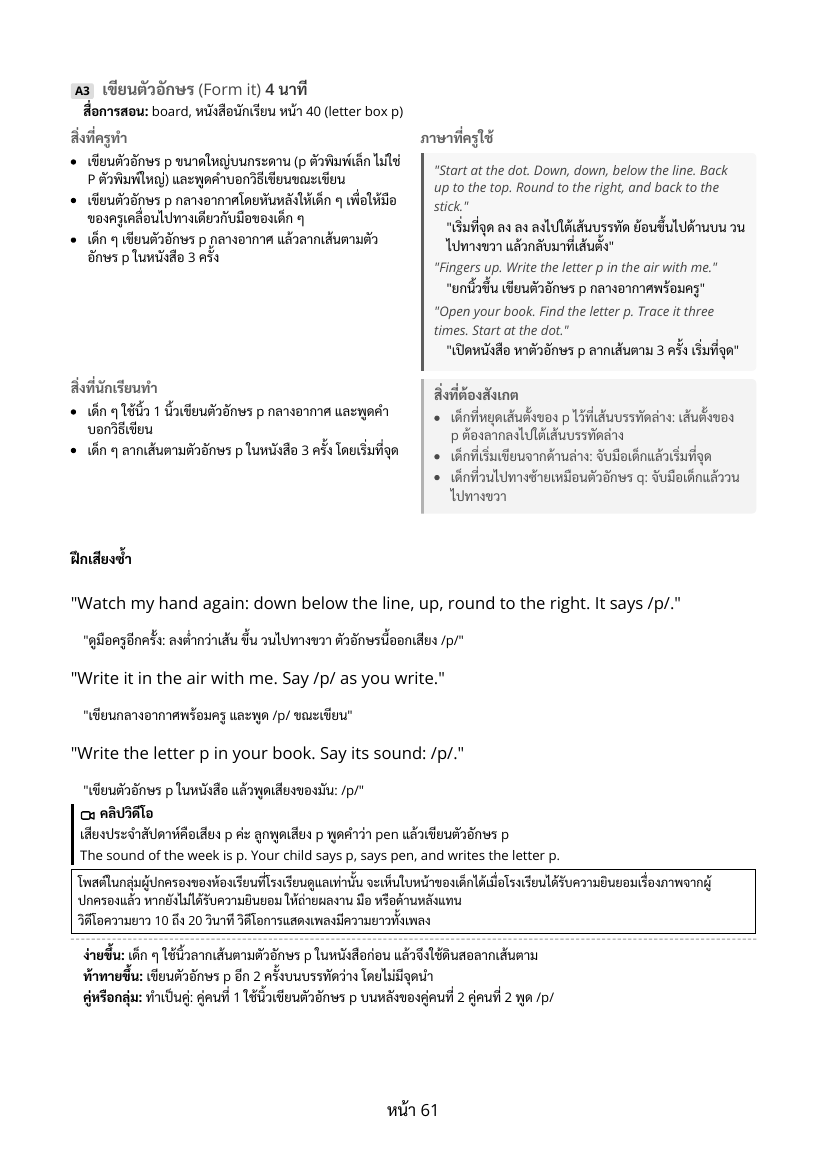 A3 เขียนตัวอักษร (Form it) 4 นาที
สื่อการสอน: board, หนังสือนักเรียน หน้า 40 (letter box p)
สิ่งที่ครูทำ
• เขียนตัวอักษร p ขนาดใหญ่บนกระดาน (p ตัวพิมพ์เล็ก ไม่ใช่
P ตัวพิมพ์ใหญ่) และพูดคำบอกวิธีเขียนขณะเขียน
• เขียนตัวอักษร p กลางอากาศโดยหันหลังให้เด็ก ๆ เพื่อให้มือ
ของครูเคลื่อนไปทางเดียวกับมือของเด็ก ๆ
• เด็ก ๆ เขียนตัวอักษร p กลางอากาศ แล้วลากเส้นตามตัว
อักษร p ในหนังสือ 3 ครั้ง
ภาษาที่ครูใช้
"Start at the dot. Down, down, below the line. Back
up to the top. Round to the right, and back to the
stick."
"เริ่มที่จุด ลง ลง ลงไปใต้เส้นบรรทัด ย้อนขึ้นไปด้านบน วน
ไปทางขวา แล้วกลับมาที่เส้นตั้ง"
"Fingers up. Write the letter p in the air with me."
"ยกนิ้วขึ้น เขียนตัวอักษร p กลางอากาศพร้อมครู"
"Open your book. Find the letter p. Trace it three
times. Start at the dot."
"เปิดหนังสือ หาตัวอักษร p ลากเส้นตาม 3 ครั้ง เริ่มที่จุด"
สิ่งที่นักเรียนทำ
• เด็ก ๆ ใช้นิ้ว 1 นิ้วเขียนตัวอักษร p กลางอากาศ และพูดคำ
บอกวิธีเขียน
• เด็ก ๆ ลากเส้นตามตัวอักษร p ในหนังสือ 3 ครั้ง โดยเริ่มที่จุด
สิ่งที่ต้องสังเกต
• เด็กที่หยุดเส้นตั้งของ p ไว้ที่เส้นบรรทัดล่าง: เส้นตั้งของ
p ต้องลากลงไปใต้เส้นบรรทัดล่าง
• เด็กที่เริ่มเขียนจากด้านล่าง: จับมือเด็กแล้วเริ่มที่จุด
• เด็กที่วนไปทางซ้ายเหมือนตัวอักษร q: จับมือเด็กแล้ววน
ไปทางขวา
ฝึกเสียงซ้ำ
"Watch my hand again: down below the line, up, round to the right. It says /p/."
"ดูมือครูอีกครั้ง: ลงต่ำกว่าเส้น ขึ้น วนไปทางขวา ตัวอักษรนี้ออกเสียง /p/"
"Write it in the air with me. Say /p/ as you write."
"เขียนกลางอากาศพร้อมครู และพูด /p/ ขณะเขียน"
"Write the letter p in your book. Say its sound: /p/."
"เขียนตัวอักษร p ในหนังสือ แล้วพูดเสียงของมัน: /p/"
คลิปวิดีโอ
เสียงประจำสัปดาห์คือเสียง p ค่ะ ลูกพูดเสียง p พูดคำว่า pen แล้วเขียนตัวอักษร p
The sound of the week is p. Your child says p, says pen, and writes the letter p.
โพสต์ในกลุ่มผู้ปกครองของห้องเรียนที่โรงเรียนดูแลเท่านั้น จะเห็นใบหน้าของเด็กได้เมื่อโรงเรียนได้รับความยินยอมเรื่องภาพจากผู้
ปกครองแล้ว หากยังไม่ได้รับความยินยอม ให้ถ่ายผลงาน มือ หรือด้านหลังแทน
วิดีโอความยาว 10 ถึง 20 วินาที วิดีโอการแสดงเพลงมีความยาวทั้งเพลง
ง่ายขึ้น: เด็ก ๆ ใช้นิ้วลากเส้นตามตัวอักษร p ในหนังสือก่อน แล้วจึงใช้ดินสอลากเส้นตาม
ท้าทายขึ้น: เขียนตัวอักษร p อีก 2 ครั้งบนบรรทัดว่าง โดยไม่มีจุดนำ
คู่หรือกลุ่ม: ทำเป็นคู่: คู่คนที่ 1 ใช้นิ้วเขียนตัวอักษร p บนหลังของคู่คนที่ 2 คู่คนที่ 2 พูด /p/
หน้า 61